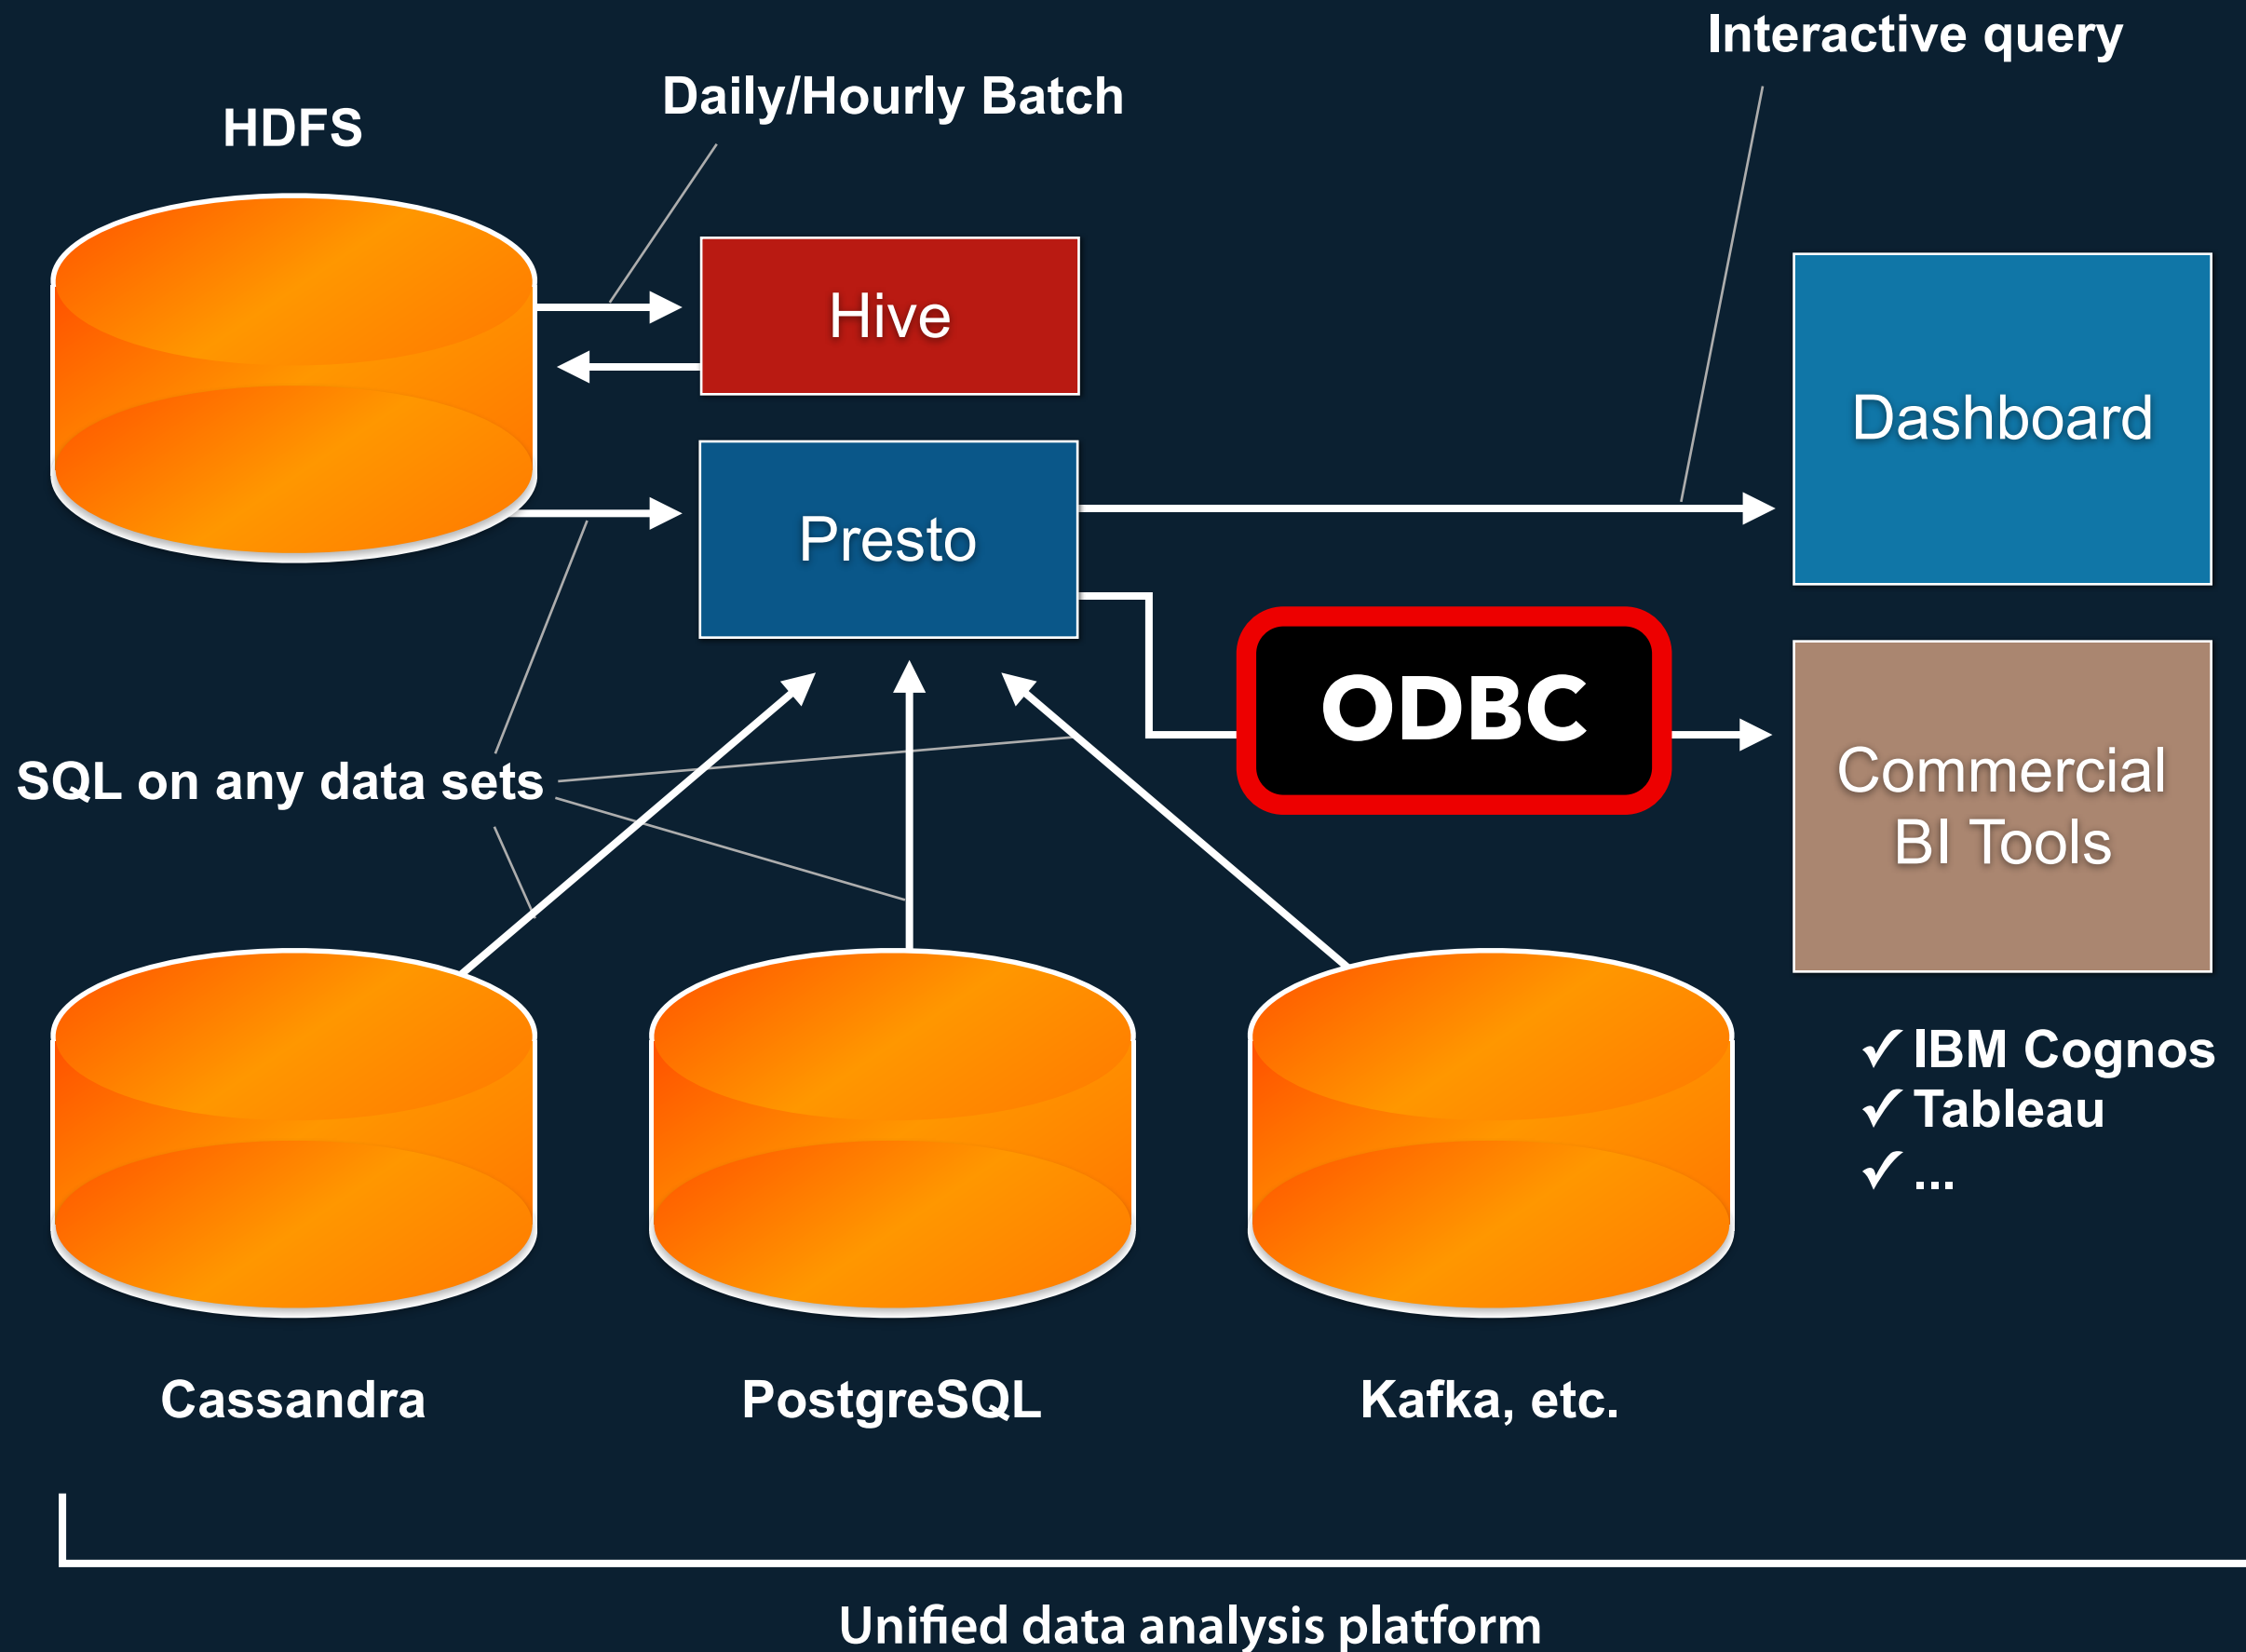 Interactive query
Daily/Hourly Batch
HDFS
Hive
Dashboard
Presto
ODBC
Commercial
BI Tools
SQL on any data sets
✓ IBM Cognos
✓ Tableau
✓ ...
Cassandra
PostgreSQL
Kafka, etc.
Unified data analysis platform